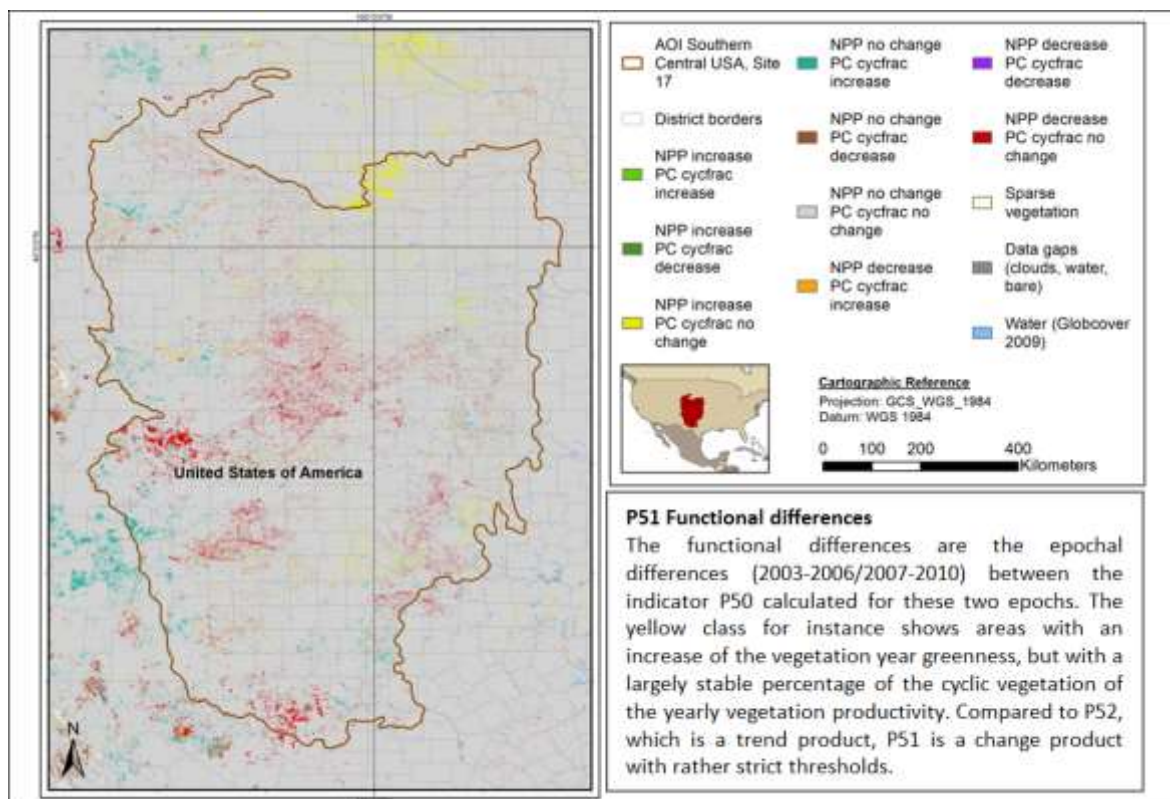 United States of America
N
AOI Southern
Central USA, Site
17
District borders
NPP increase
PC cycfrac
increase
NPP increase
PC cycfrac
decrease
NPP increase
PC cycfrac no
change
NPP no change
PC cycfrac
increase
NPP no change
PC cycfrac
decrease
NPP no change
PC cycfrac no
change
NPP decrease
PC cycfrac
increase
NPP decrease
PC cycfrac
decrease
NPP decrease
PC cycfrac no
change
Sparse
vegetation
Data gaps
(clouds, water,
bare)
Water (Globcover
2009)
Cartographic Reference
Projection: GCS_WGS_1984
Datum: WGS 1984
0 100 200 400
Kilometers
P51 Functional differences
The functional differences are the epochal
differences (2003-2006/2007-2010) between the
indicator P50 calculated for these two epochs. The
yellow class for instance shows areas with an
increase of the vegetation year greenness, but with a
largely stable percentage of the cyclic vegetation of
the yearly vegetation productivity. Compared to P52,
which is a trend product, P51 is a change product
with rather strict thresholds.